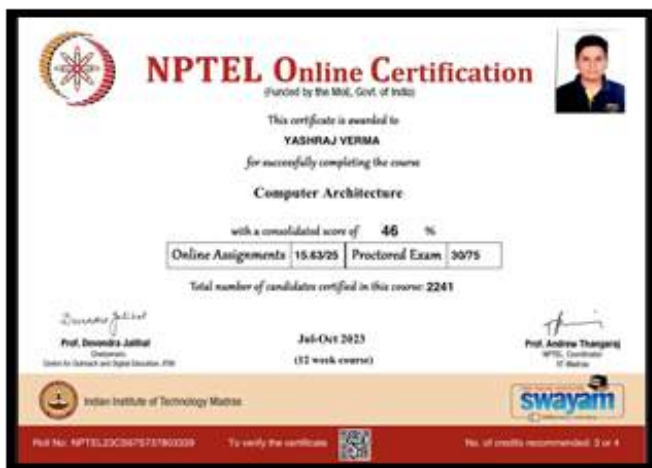 NPTEL Online Certification
(Funded by the MoE, Govt. of India)
This certificate is awarded to
YASHRAJ VERMA
for successfully completing the course
Computer Architecture
with a consolidated score of 46 %
Online Assignments 15.63/25 Proctored Exam 30/75
Total number of candidates certified in this course: 2241
Prof. Devendra Jalihal
Chairperson,
Centre for Outreach and Digital Education, IITM
Jul-Oct 2023
(12 week course)
Prof. Andrew Thangaraj
NPTEL, Coordinator
IIT Madras
Indian Institute of Technology Madras
swayam
Roll No: To verify the certificate No. of credits recommended: 3 or 4